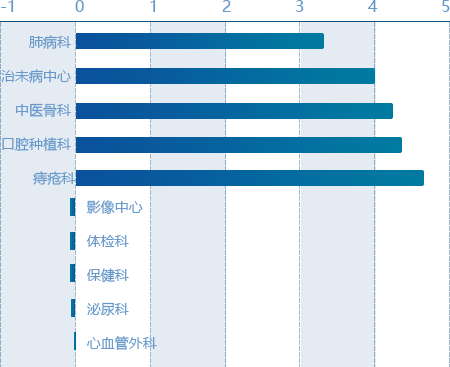 -1 0 1 2 3 4 5
肺病科
治未病中心
中医骨科
口腔种植科
痔疮科
影像中心
体检科
保健科
泌尿科
心血管外科